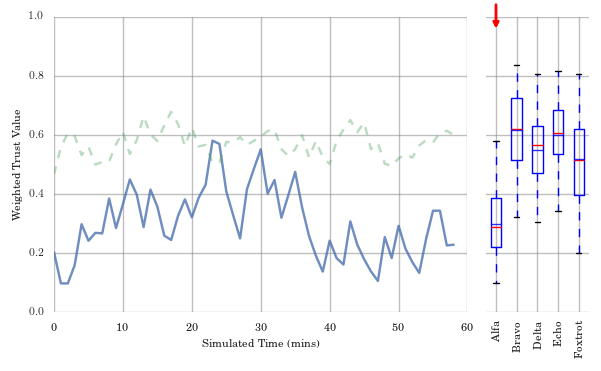 1.0
0.8
0.6
0.4
0.2
0.0
Weighted Trust Value
0 10 20 30 40 50 60
Simulated Time (mins)
Alfa
Bravo
Delta
Echo
Foxtrot